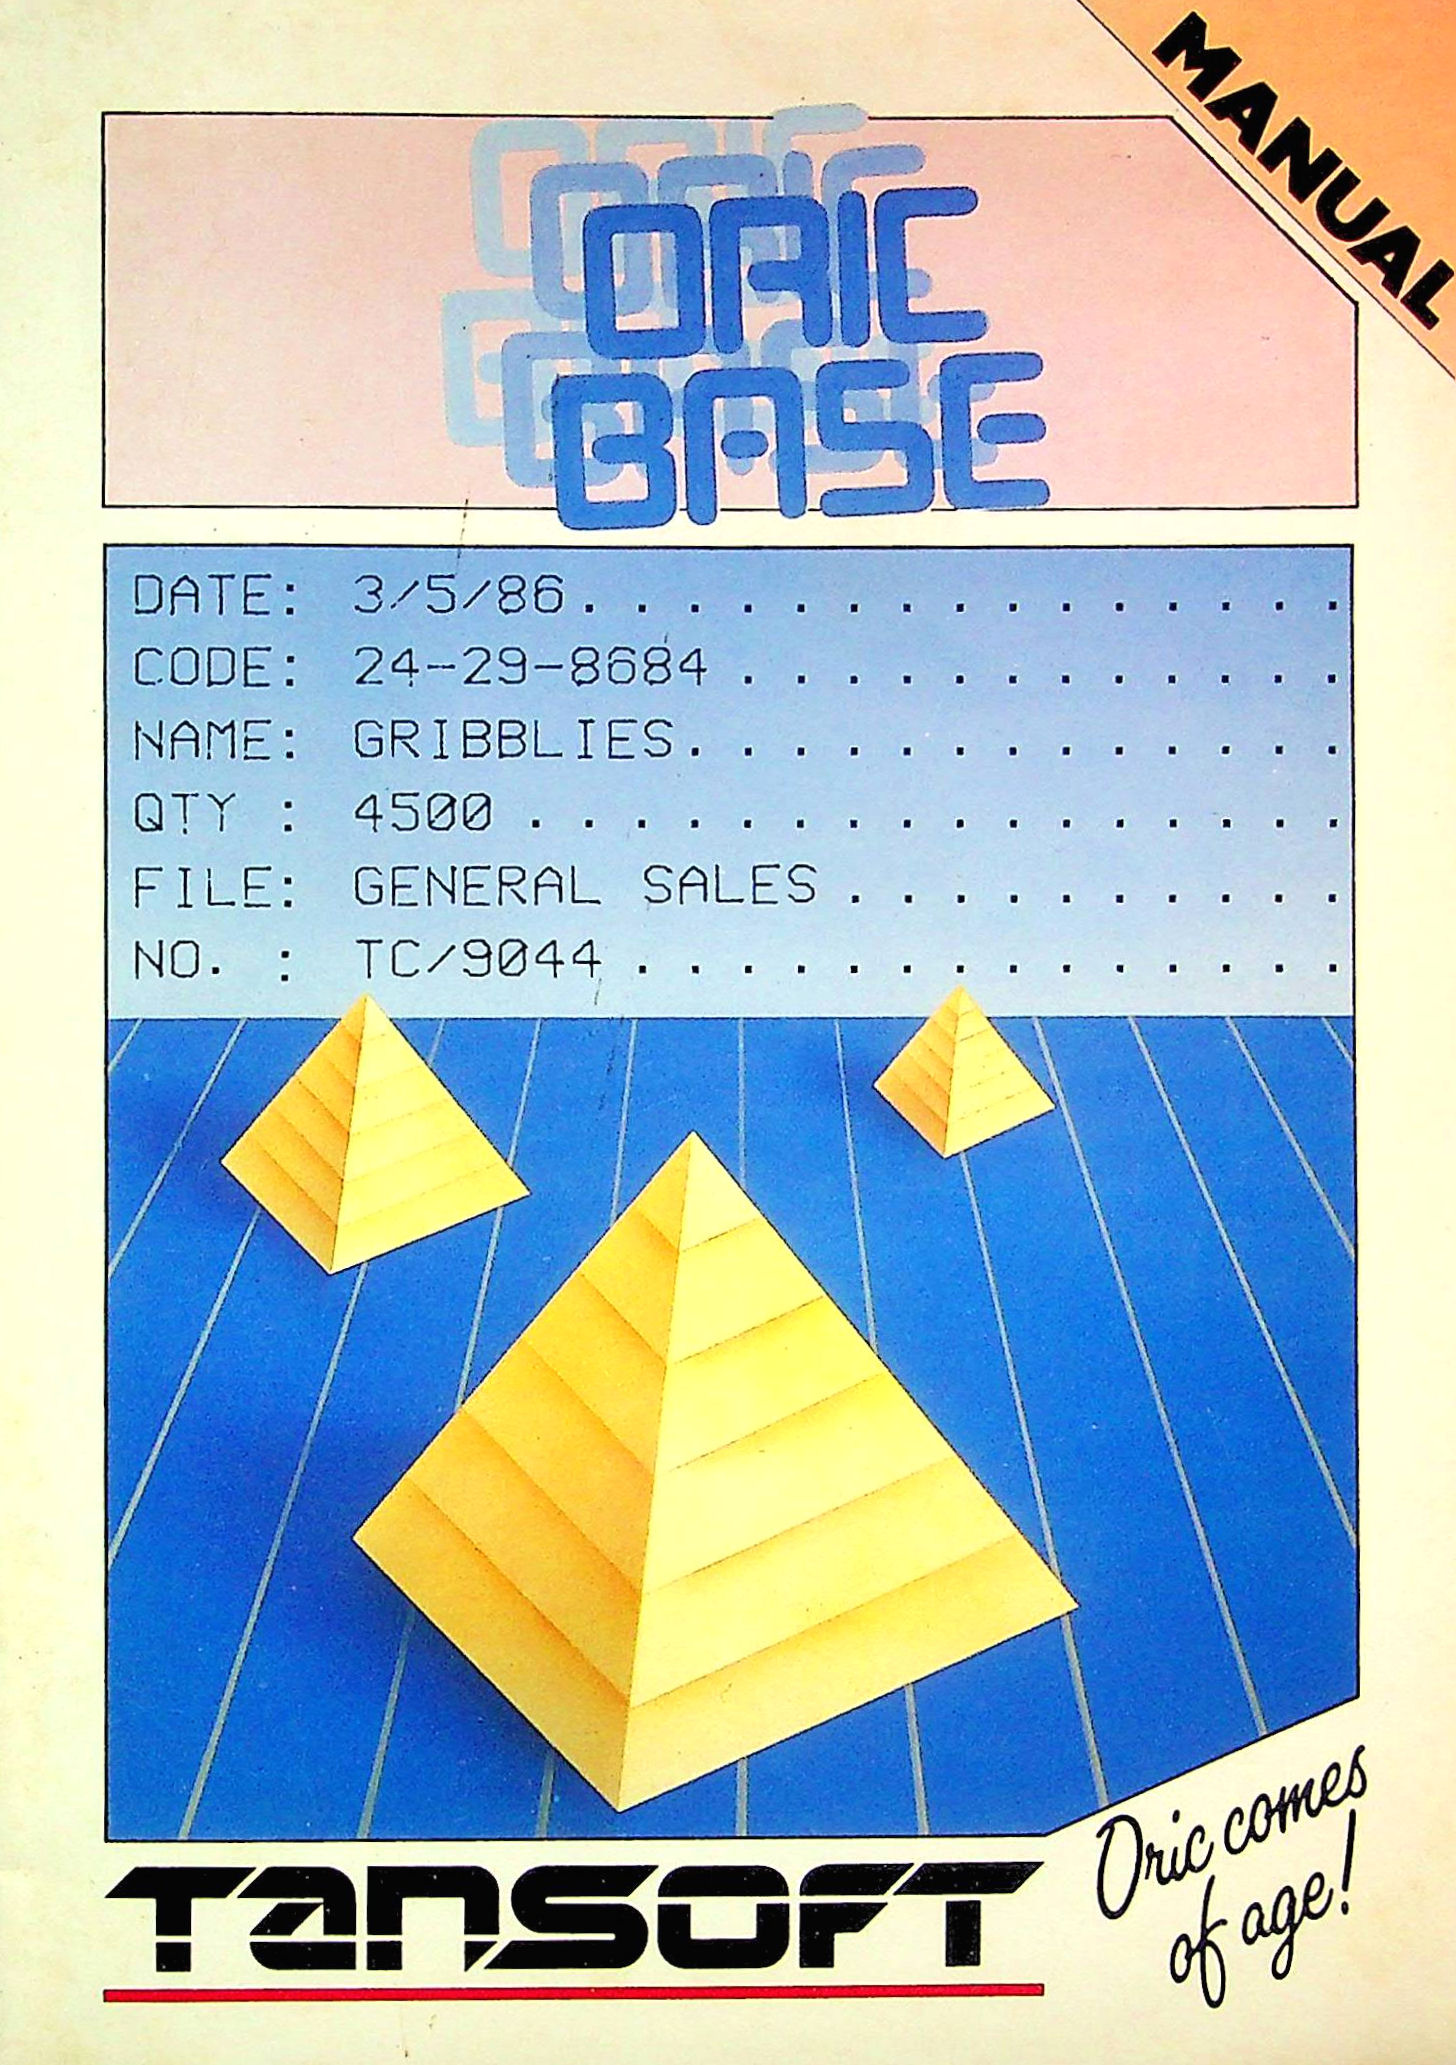 MANUAL
ORIC
BASE
DATE: 3/5/86. . . . . . . . . . . . . . .
CODE: 24-29-8684 . . . . . . . . . . . .
NAME: GRIBBLIES. . . . . . . . . . . . .
QTY : 4500 . . . . . . . . . . . . . . . .
FILE: GENERAL SALES . . . . . . . . . .
NO. : TC/9044 . . . . . . . . . . . . . .
Oric comes
of age!
TANSOFT